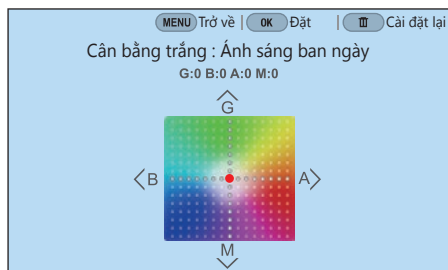 MENU Trở về | OK Đặt | Cài đặt lại
Cân bằng trắng : Ánh sáng ban ngày
G:0 B:0 A:0 M:0
G
B A
M